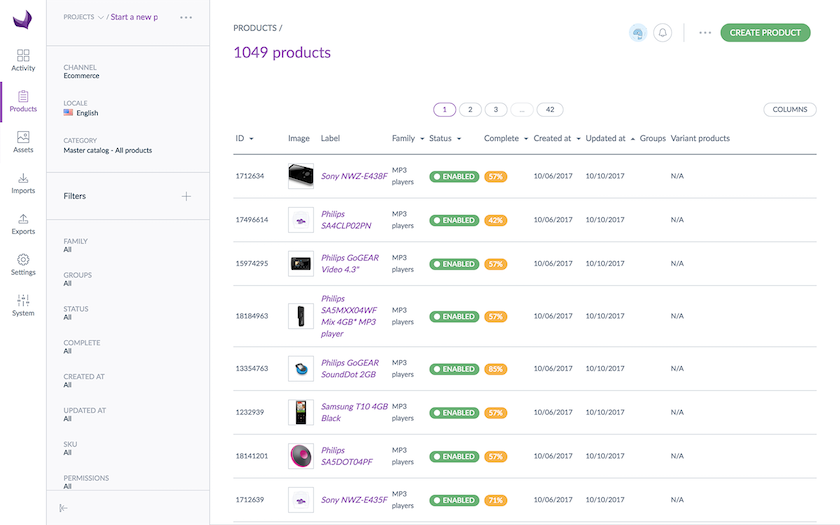 PROJECTS / Start a new p
Activity
Products
Assets
Imports
Exports
Settings
System
CHANNEL
Ecommerce
LOCALE
English
CATEGORY
Master catalog - All products
Filters
FAMILY
All
GROUPS
All
STATUS
All
COMPLETE
All
CREATED AT
All
UPDATED AT
All
SKU
All
PERMISSIONS
All
PRODUCTS /
CREATE PRODUCT
1049 products
1 2 3 ... 42
COLUMNS
ID Image Label Family Status Complete Created at Updated at Groups Variant products
1712634 Sony NWZ-E438F MP3 players ENABLED 57% 10/06/2017 10/10/2017 N/A
17496614 Philips SA4CLP02PN MP3 players ENABLED 42% 10/06/2017 10/10/2017 N/A
15974295 Philips GoGEAR Video 4.3" MP3 players ENABLED 57% 10/06/2017 10/10/2017 N/A
18184963 Philips SA5MXX04WF Mix 4GB* MP3 player MP3 players ENABLED 57% 10/06/2017 10/10/2017 N/A
13354763 Philips GoGEAR SoundDot 2GB MP3 players ENABLED 85% 10/06/2017 10/10/2017 N/A
1232939 Samsung T10 4GB Black MP3 players ENABLED 57% 10/06/2017 10/10/2017 N/A
18141201 Philips SA5DOT04PF MP3 players ENABLED 57% 10/06/2017 10/10/2017 N/A
1712639 Sony NWZ-E435F MP3 players ENABLED 71% 10/06/2017 10/10/2017 N/A